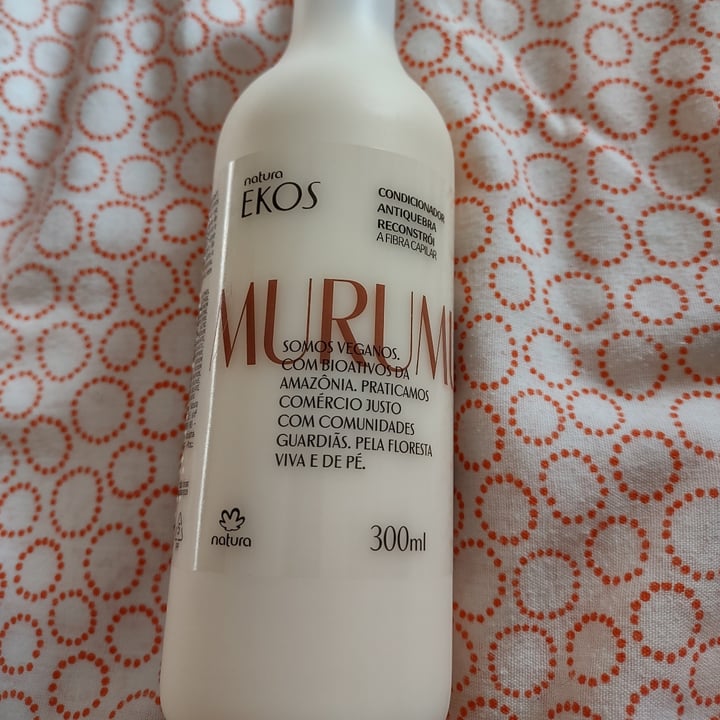 natura
EKOS
CONDICIONADOR
ANTIQUEBRA
RECONSTRÓI
A FIBRA CAPILAR
MURUMU
SOMOS VEGANOS.
COM BIOATIVOS DA
AMAZÔNIA. PRATICAMOS
COMÉRCIO JUSTO
COM COMUNIDADES
GUARDIÃS. PELA FLORESTA
VIVA E DE PÉ.
natura
300ml